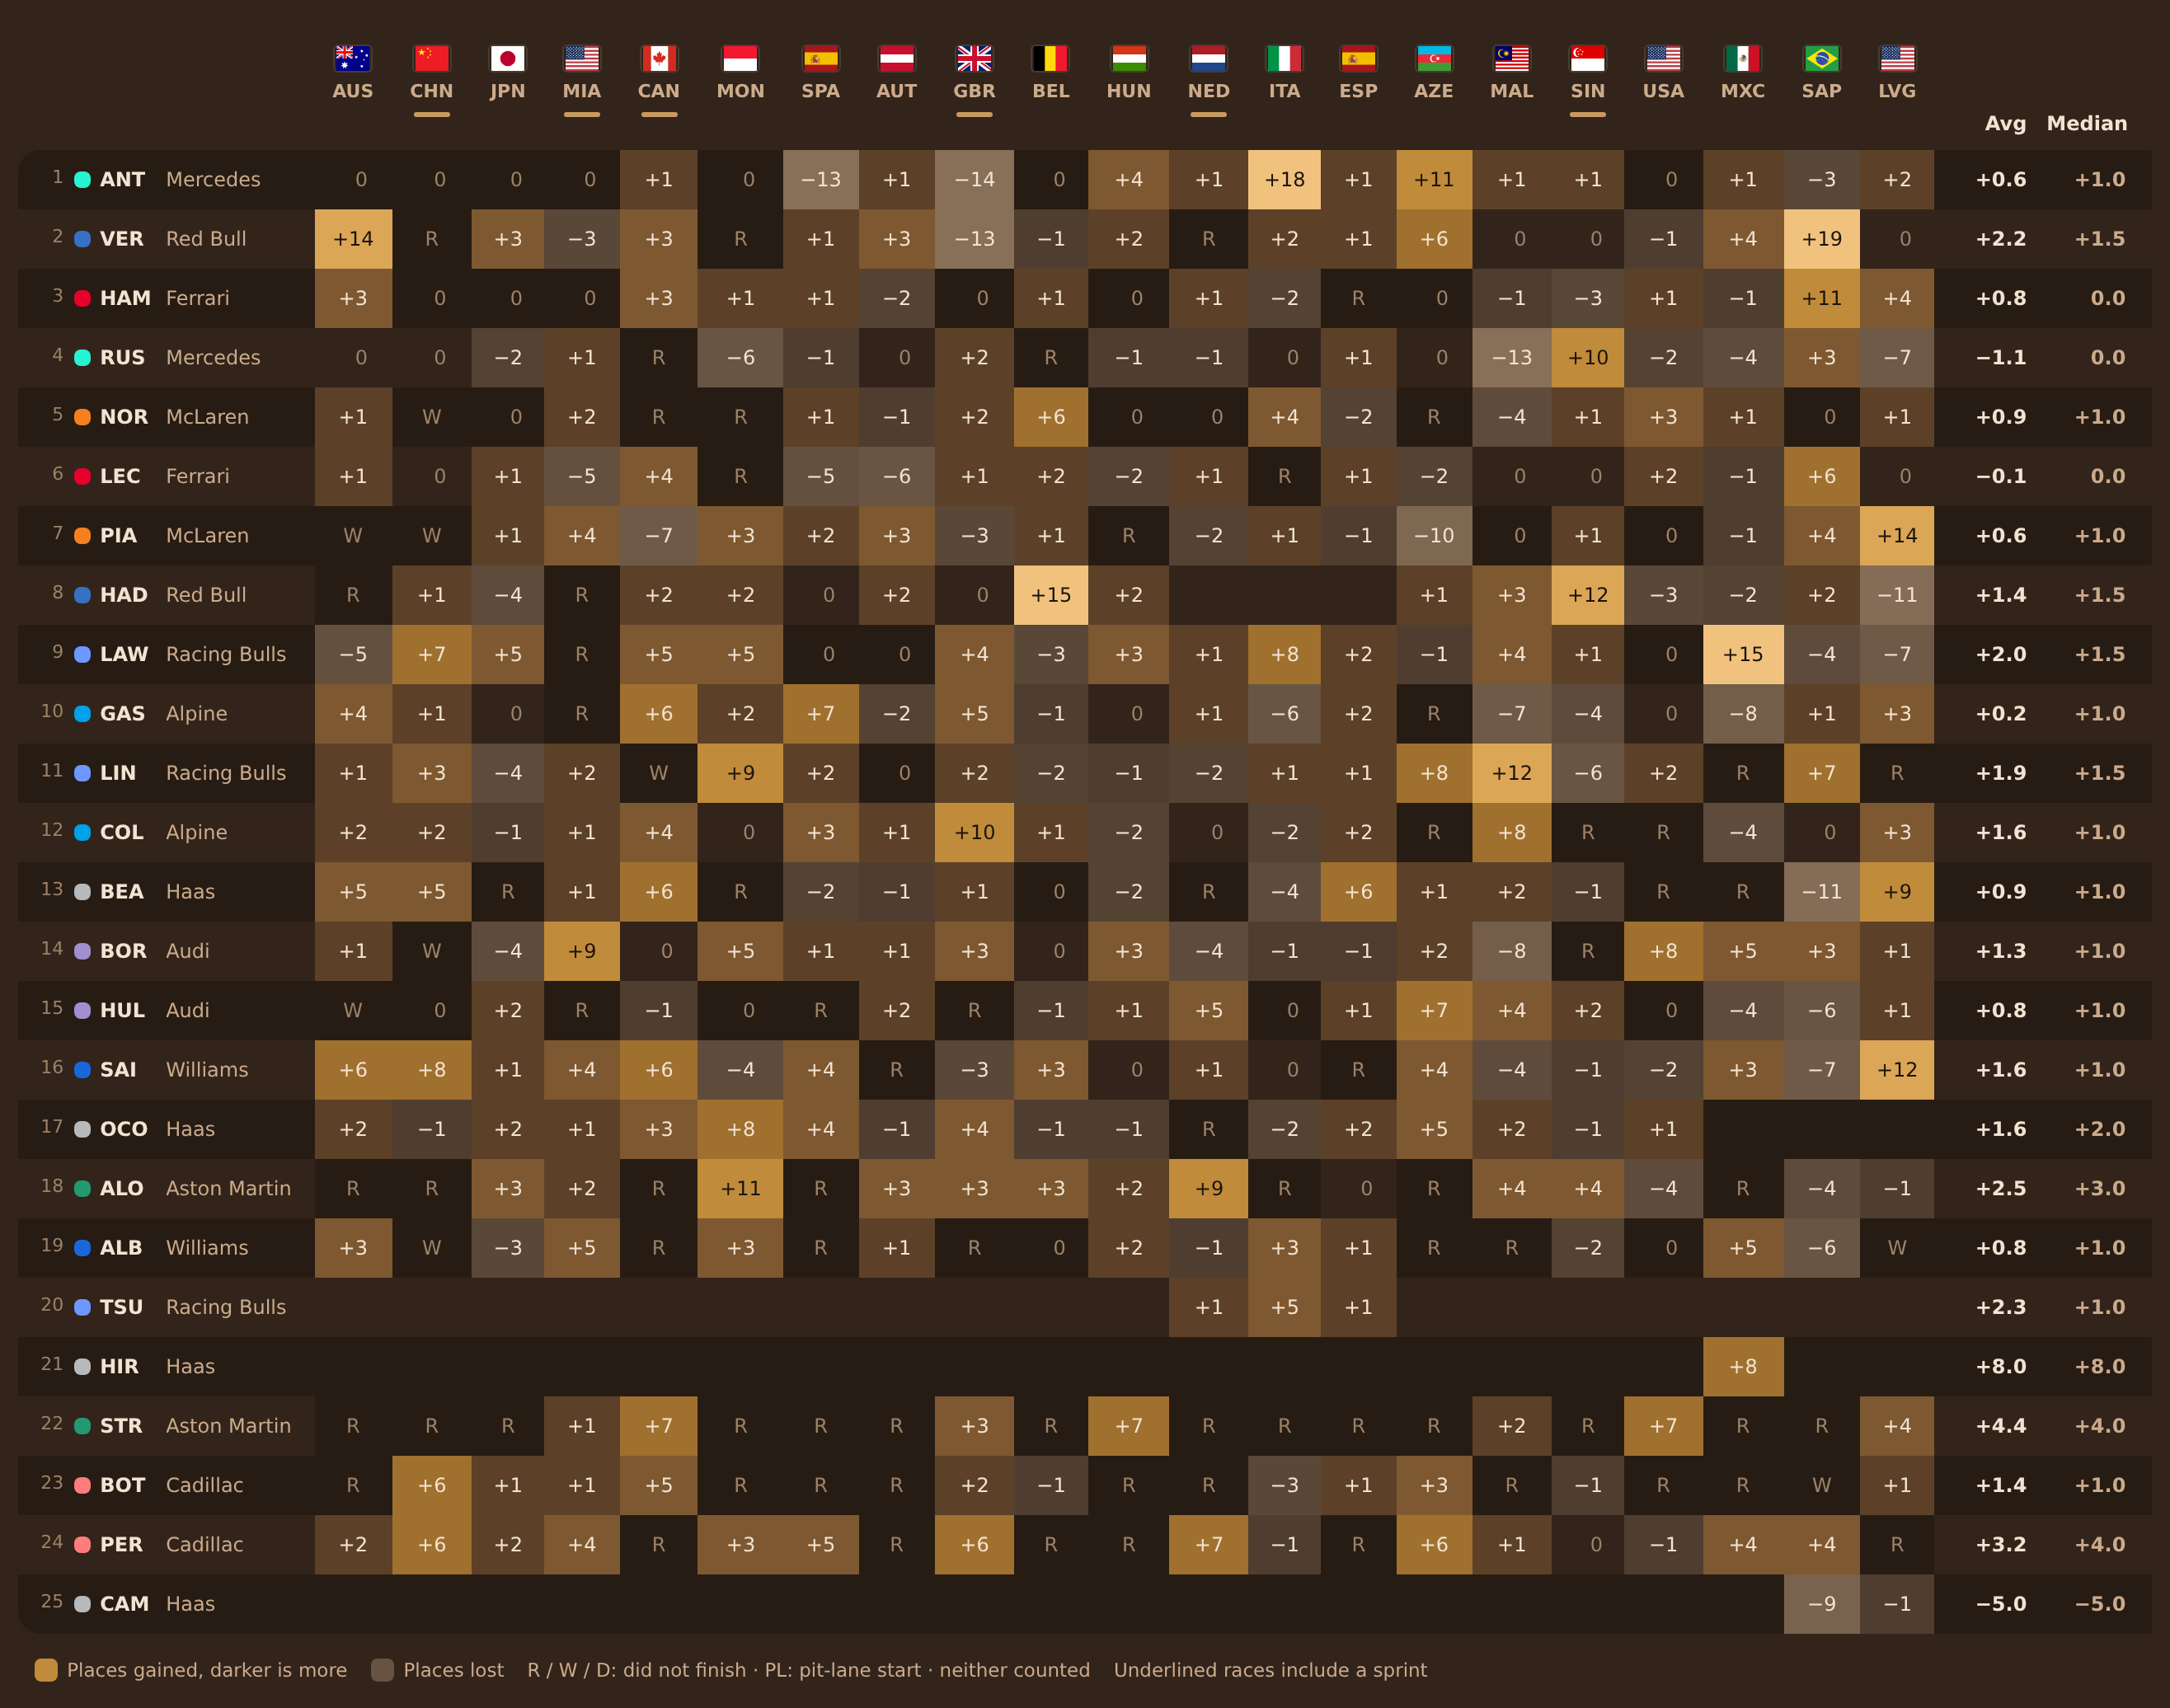 AUS CHN JPN MIA CAN MON SPA AUT GBR BEL HUN NED ITA ESP AZE MAL SIN USA MXC SAP LVG
Avg Median
1 ANT Mercedes 0 0 0 0 +1 0 −13 +1 −14 0 +4 +1 +18 +1 +11 +1 +1 0 +1 −3 +2 +0.6 +1.0
2 VER Red Bull +14 R +3 −3 +3 R +1 +3 −13 −1 +2 R +2 +1 +6 0 0 −1 +4 +19 0 +2.2 +1.5
3 HAM Ferrari +3 0 0 0 +3 +1 +1 −2 0 +1 0 +1 −2 R 0 −1 −3 +1 −1 +11 +4 +0.8 0.0
4 RUS Mercedes 0 0 −2 +1 R −6 −1 0 +2 R −1 −1 0 +1 0 −13 +10 −2 −4 +3 −7 −1.1 0.0
5 NOR McLaren +1 W 0 +2 R R +1 −1 +2 +6 0 0 +4 −2 R −4 +1 +3 +1 0 +1 +0.9 +1.0
6 LEC Ferrari +1 0 +1 −5 +4 R −5 −6 +1 +2 −2 +1 R +1 −2 0 0 +2 −1 +6 0 −0.1 0.0
7 PIA McLaren W W +1 +4 −7 +3 +2 +3 −3 +1 R −2 +1 −1 −10 0 +1 0 −1 +4 +14 +0.6 +1.0
8 HAD Red Bull R +1 −4 R +2 +2 0 +2 0 +15 +2 +1 +3 +12 −3 −2 +2 −11 +1.4 +1.5
9 LAW Racing Bulls −5 +7 +5 R +5 +5 0 0 +4 −3 +3 +1 +8 +2 −1 +4 +1 0 +15 −4 −7 +2.0 +1.5
10 GAS Alpine +4 +1 0 R +6 +2 +7 −2 +5 −1 0 +1 −6 +2 R −7 −4 0 −8 +1 +3 +0.2 +1.0
11 LIN Racing Bulls +1 +3 −4 +2 W +9 +2 0 +2 −2 −1 −2 +1 +1 +8 +12 −6 +2 R +7 R +1.9 +1.5
12 COL Alpine +2 +2 −1 +1 +4 0 +3 +1 +10 +1 −2 0 −2 +2 R +8 R R −4 0 +3 +1.6 +1.0
13 BEA Haas +5 +5 R +1 +6 R −2 −1 +1 0 −2 R −4 +6 +1 +2 −1 R R −11 +9 +0.9 +1.0
14 BOR Audi +1 W −4 +9 0 +5 +1 +1 +3 0 +3 −4 −1 −1 +2 −8 R +8 +5 +3 +1 +1.3 +1.0
15 HUL Audi W 0 +2 R −1 0 R +2 R −1 +1 +5 0 +1 +7 +4 +2 0 −4 −6 +1 +0.8 +1.0
16 SAI Williams +6 +8 +1 +4 +6 −4 +4 R −3 +3 0 +1 0 R +4 −4 −1 −2 +3 −7 +12 +1.6 +1.0
17 OCO Haas +2 −1 +2 +1 +3 +8 +4 −1 +4 −1 −1 R −2 +2 +5 +2 −1 +1 +1.6 +2.0
18 ALO Aston Martin R R +3 +2 R +11 R +3 +3 +3 +2 +9 R 0 R +4 +4 −4 R −4 −1 +2.5 +3.0
19 ALB Williams +3 W −3 +5 R +3 R +1 R 0 +2 −1 +3 +1 R R −2 0 +5 −6 W +0.8 +1.0
20 TSU Racing Bulls +1 +5 +1 +2.3 +1.0
21 HIR Haas +8 +8.0 +8.0
22 STR Aston Martin R R R +1 +7 R R R +3 R +7 R R R R +2 R +7 R R +4 +4.4 +4.0
23 BOT Cadillac R +6 +1 +1 +5 R R R +2 −1 R R −3 +1 +3 R −1 R R W +1 +1.4 +1.0
24 PER Cadillac +2 +6 +2 +4 R +3 +5 R +6 R R +7 −1 R +6 +1 0 −1 +4 +4 R +3.2 +4.0
25 CAM Haas −9 −1 −5.0 −5.0
Places gained, darker is more Places lost R / W / D: did not finish · PL: pit-lane start · neither counted Underlined races include a sprint